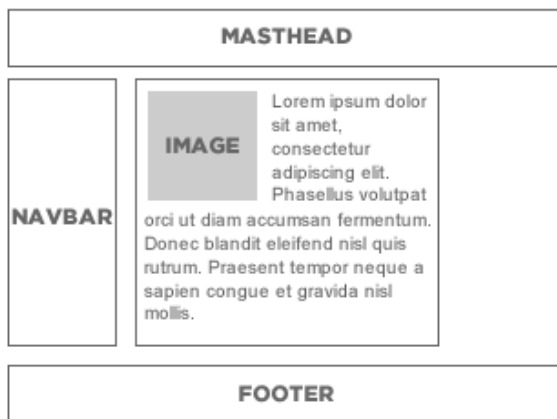 MASTHEAD
NAVBAR
IMAGE
Lorem ipsum dolor
sit amet,
consectetur
adipiscing elit.
Phasellus volutpat
orci ut diam accumsan fermentum.
Donec blandit eleifend nisl quis
rutrum. Praesent tempor neque a
sapien congue et gravida nisl
mollis.
FOOTER